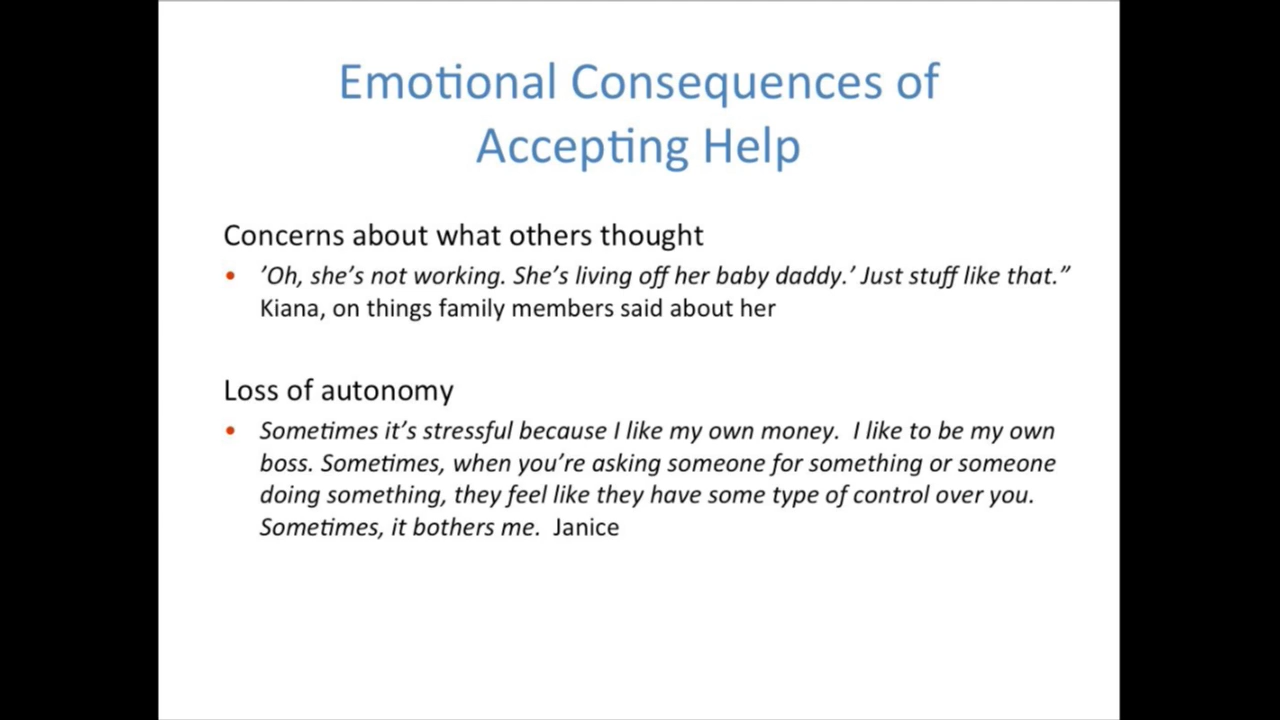 Emotional Consequences of
Accepting Help
Concerns about what others thought
• ’Oh, she’s not working. She’s living off her baby daddy.’ Just stuff like that.”
Kiana, on things family members said about her
Loss of autonomy
• Sometimes it’s stressful because I like my own money.  I like to be my own
boss. Sometimes, when you’re asking someone for something or someone
doing something, they feel like they have some type of control over you.
Sometimes, it bothers me.  Janice